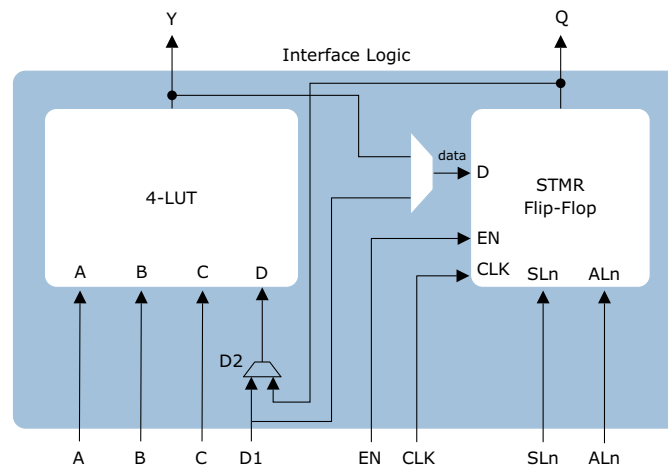 Y
Q
Interface Logic
data
D
4-LUT
STMR
Flip-Flop
EN
A
B
C
D
CLK
SLn
ALn
D2
A
B
C
D1
EN
CLK
SLn
ALn